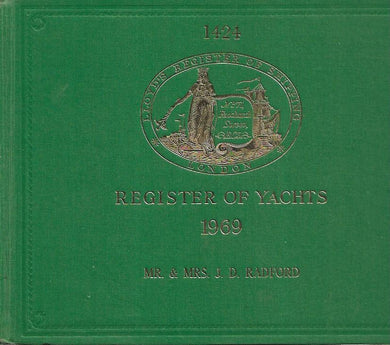 1424
LLOYD'S REGISTER OF SHIPPING
LONDON
REGISTER OF YACHTS
1969
MR. & MRS. J. D. RADFORD